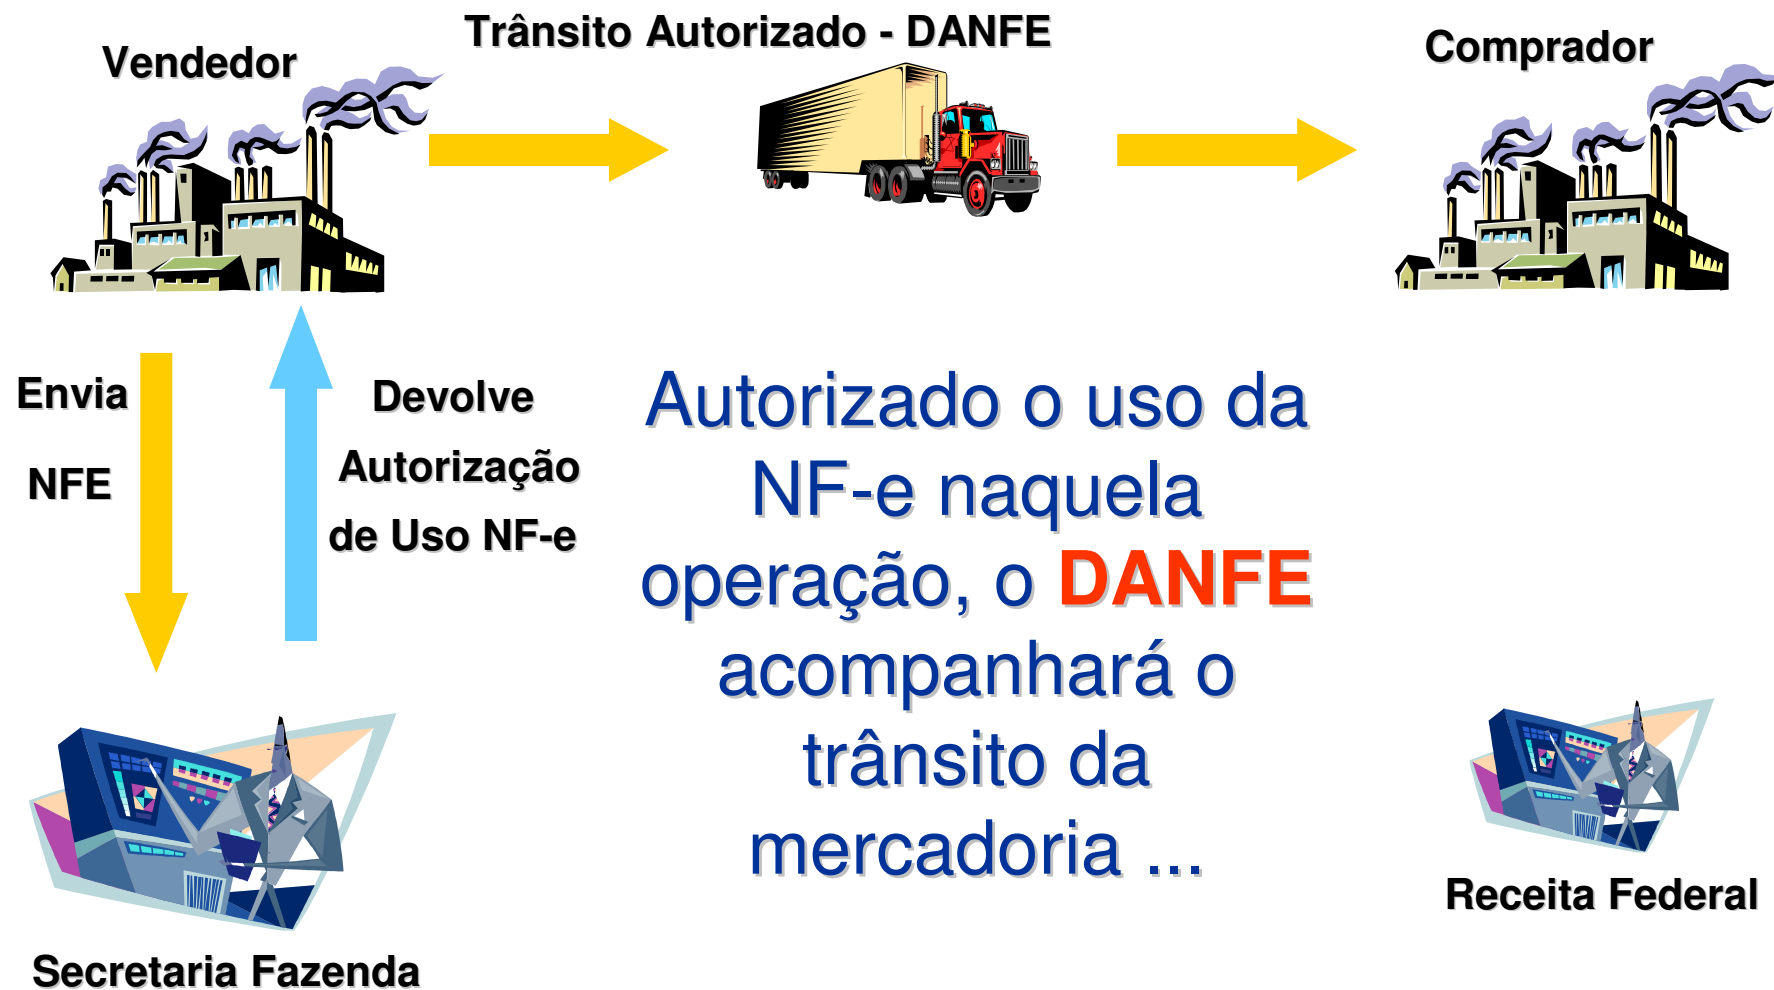 Trânsito Autorizado - DANFE
Vendedor
Comprador
Envia
NFE
Devolve
Autorização
de Uso NF-e
Autorizado o uso da
NF-e naquela
operação, o DANFE
acompanhará o
trânsito da
mercadoria ...
Receita Federal
Secretaria Fazenda